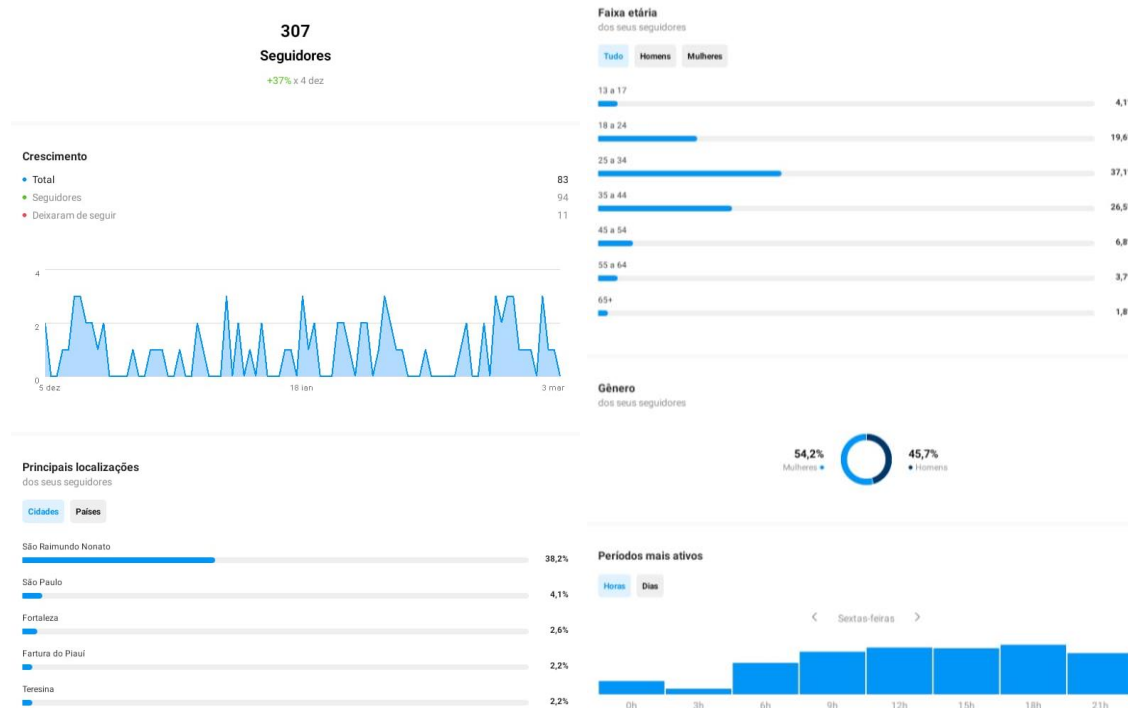 307
Seguidores
+37% x 4 dez
Crescimento
Total 83
Seguidores 94
Deixaram de seguir 11
4
2
0
5 dez 18 jan 3 mar
Principais localizações
dos seus seguidores
Cidades Países
São Raimundo Nonato
38,2%
São Paulo
4,1%
Fortaleza
2,6%
Fartura do Piauí
2,2%
Teresina
2,2%
Faixa etária
dos seus seguidores
Tudo Homens Mulheres
13 a 17
4,1
18 a 24
19,6
25 a 34
37,1
35 a 44
26,5
45 a 54
6,8
55 a 64
3,7
65+
1,8
Gênero
dos seus seguidores
54,2% 45,7%
Mulheres Homens
Períodos mais ativos
Horas Dias
Sextas-feiras
0h 3h 6h 9h 12h 15h 18h 21h